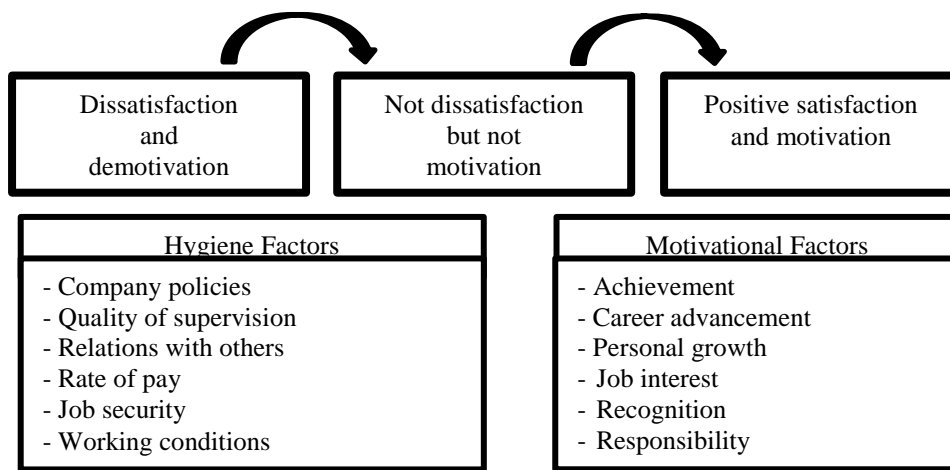 Dissatisfaction
and
demotivation
Not dissatisfaction
but not
motivation
Positive satisfaction
and motivation
Hygiene Factors
- Company policies
- Quality of supervision
- Relations with others
- Rate of pay
- Job security
- Working conditions
Motivational Factors
- Achievement
- Career advancement
- Personal growth
- Job interest
- Recognition
- Responsibility